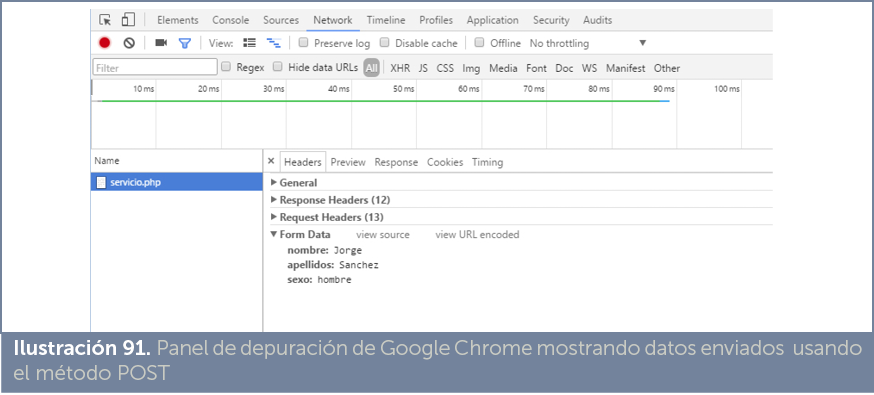 Elements Console Sources Network Timeline Profiles Application Security Audits
View: Preserve log Disable cache Offline No throttling
Filter Regex Hide data URLs All XHR JS CSS Img Media Font Doc WS Manifest Other
10 ms 20 ms 30 ms 40 ms 50 ms 60 ms 70 ms 80 ms 90 ms 100 ms
Name × Headers Preview Response Cookies Timing
servicio.php
General
Response Headers (12)
Request Headers (13)
Form Data view source view URL encoded
nombre: Jorge
apellidos: Sanchez
sexo: hombre
Ilustración 91. Panel de depuración de Google Chrome mostrando datos enviados usando
el método POST